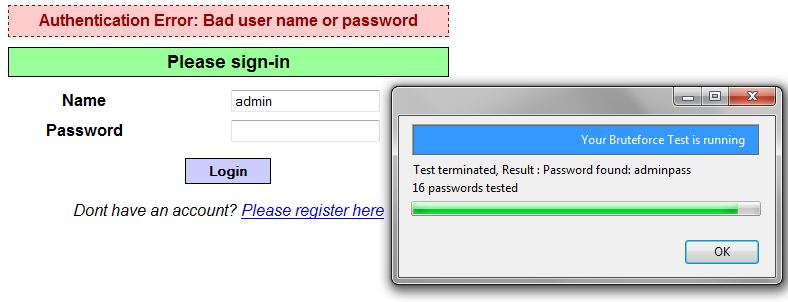 Authentication Error: Bad user name or password
Please sign-in
Name
admin
Password
Login
Dont have an account? Please register here
Your Bruteforce Test is running
Test terminated, Result : Password found: adminpass
16 passwords tested
OK